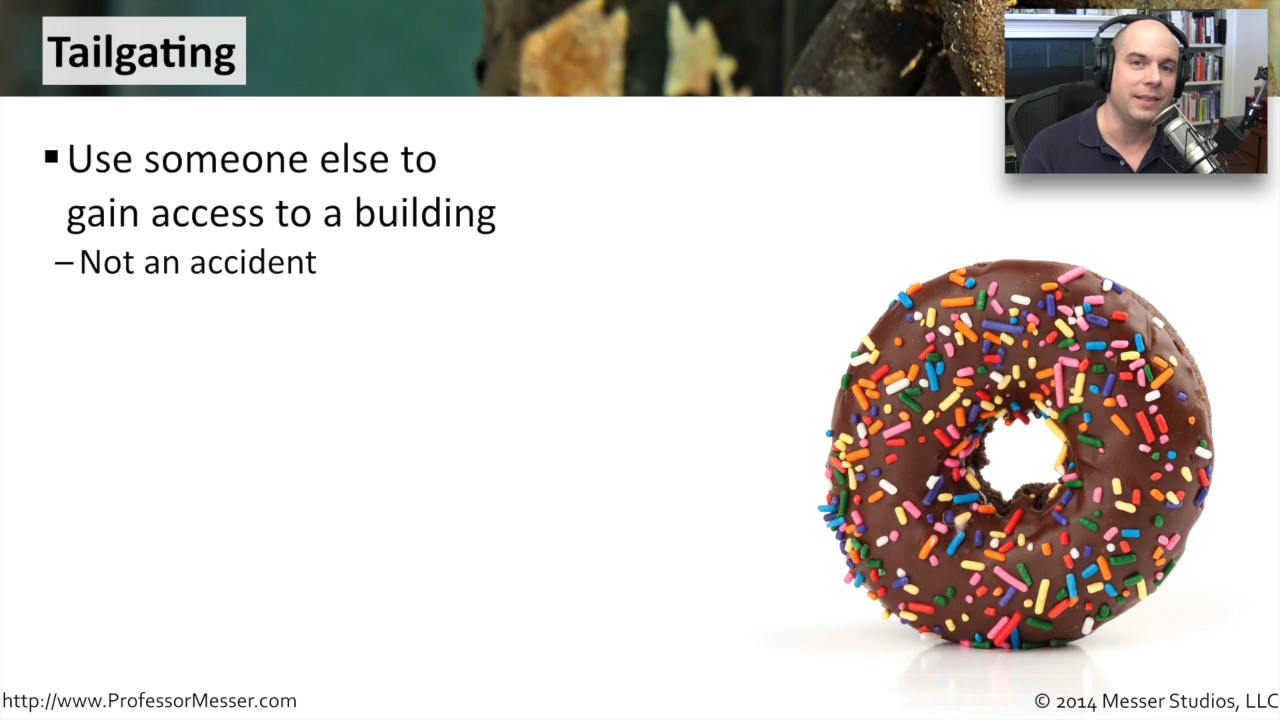 Tailgating
▪ Use someone else to
gain access to a building
– Not an accident
http://www.ProfessorMesser.com
© 2014 Messer Studios, LLC